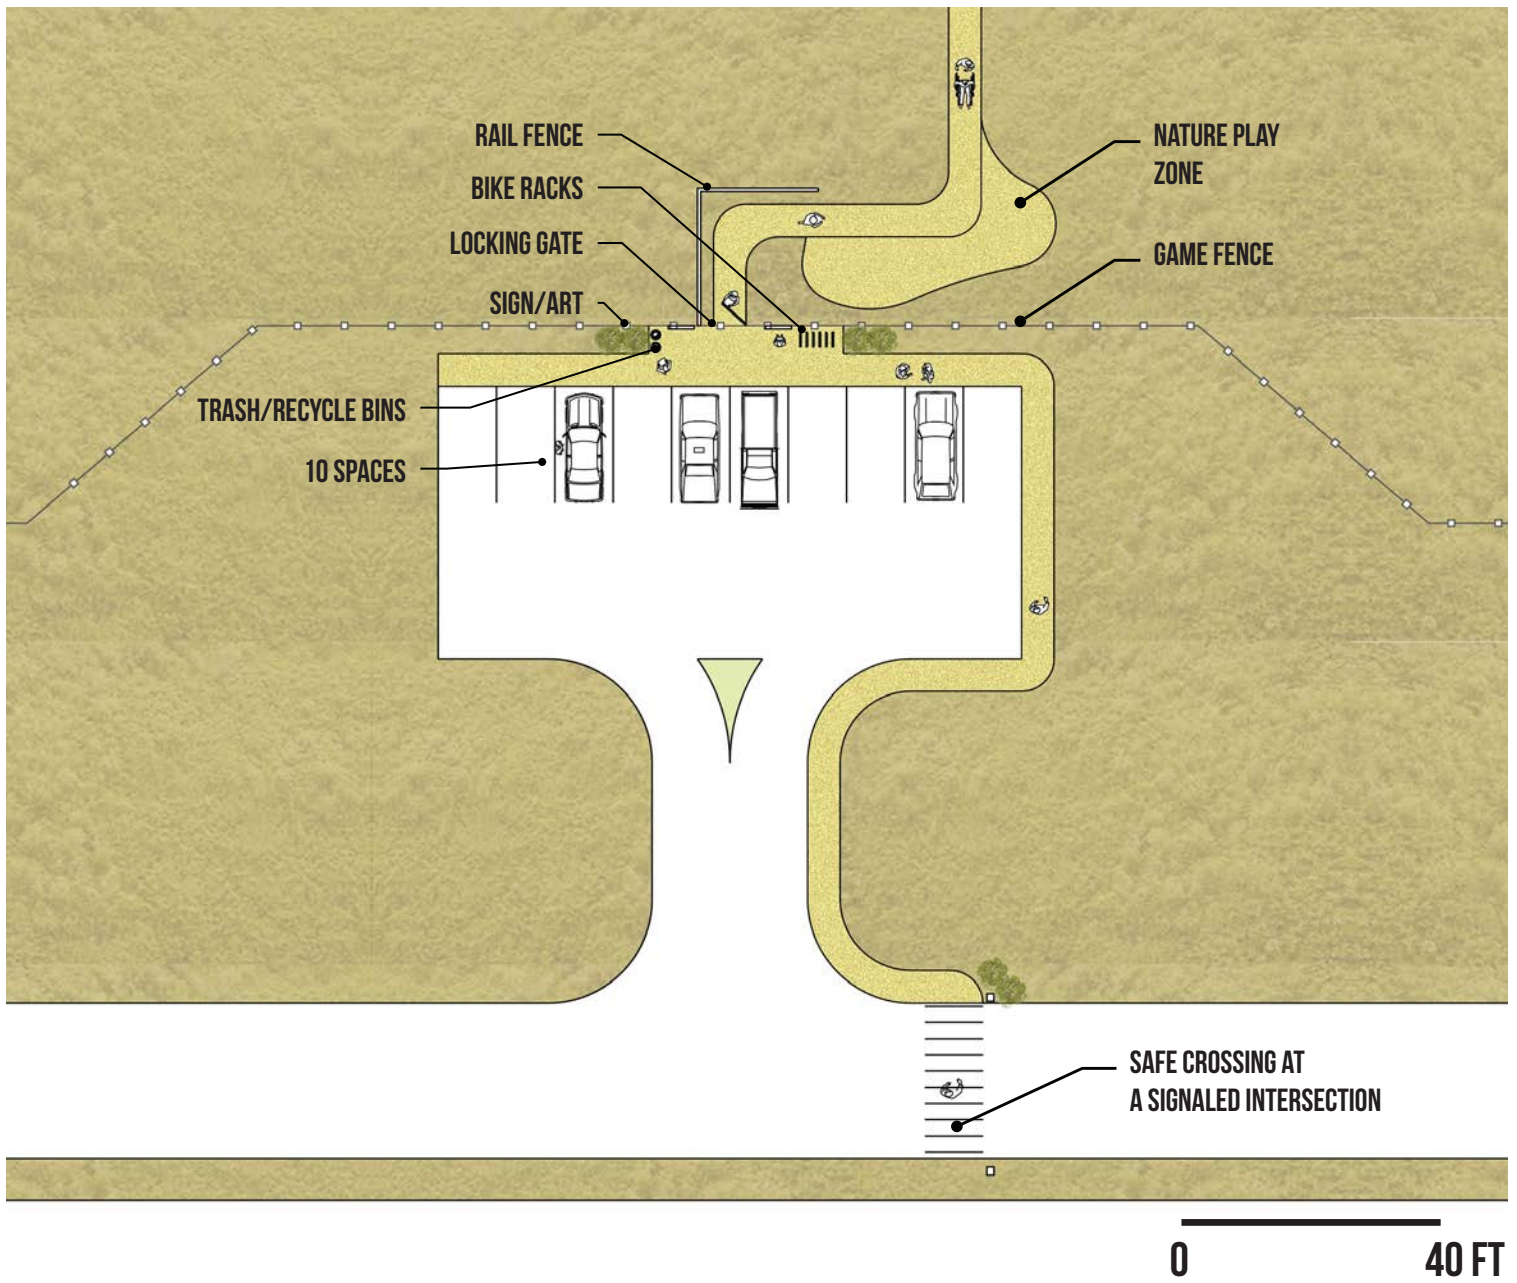 RAIL FENCE
BIKE RACKS
LOCKING GATE
SIGN/ART
TRASH/RECYCLE BINS
10 SPACES
NATURE PLAY
ZONE
GAME FENCE
SAFE CROSSING AT
A SIGNALED INTERSECTION
0 40 FT